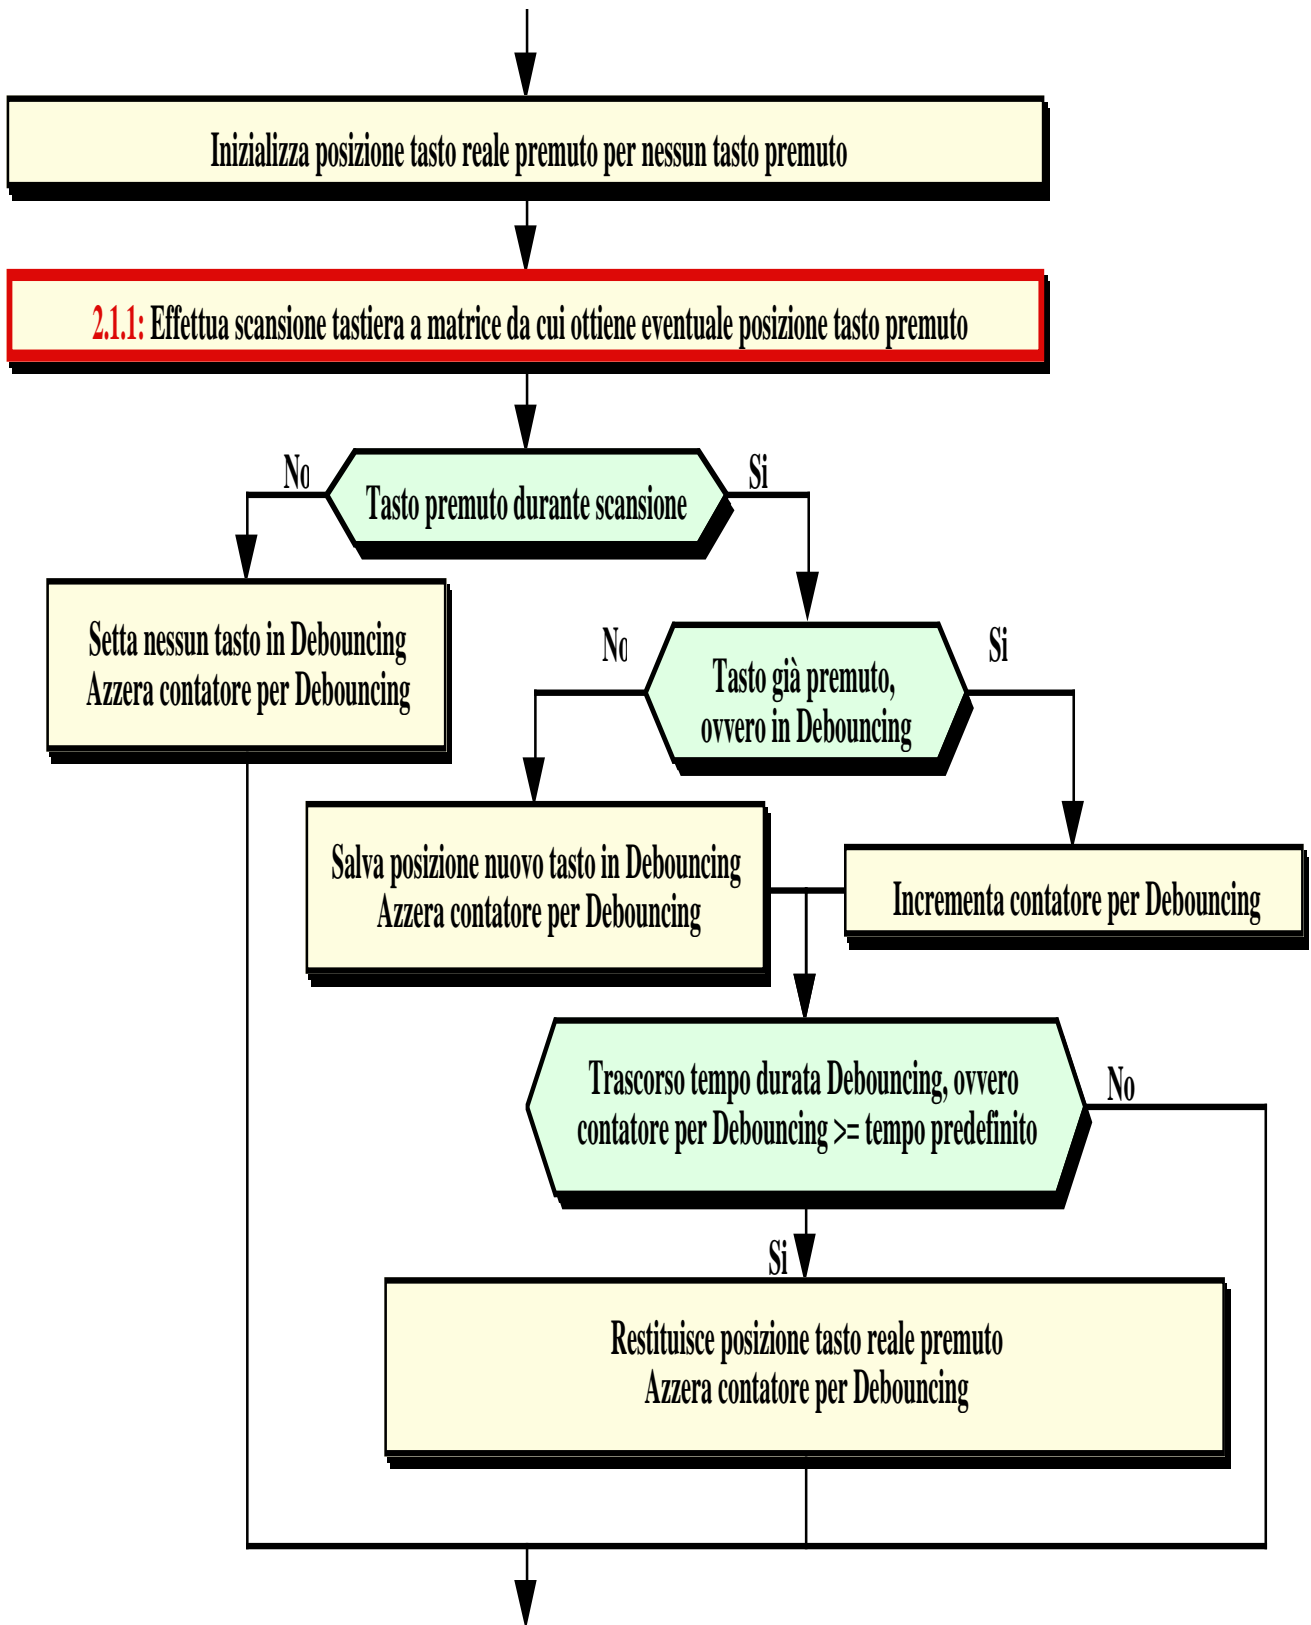 Inizializza posizione tasto reale premuto per nessun tasto premuto
2.1.1: Effettua scansione tastiera a matrice da cui ottiene eventuale posizione tasto premuto
No
Si
Tasto premuto durante scansione
Setta nessun tasto in Debouncing
Azzera contatore per Debouncing
No
Si
Tasto già premuto,
ovvero in Debouncing
Salva posizione nuovo tasto in Debouncing
Azzera contatore per Debouncing
Incrementa contatore per Debouncing
Trascorso tempo durata Debouncing, ovvero
contatore per Debouncing >= tempo predefinito
No
Si
Restituisce posizione tasto reale premuto
Azzera contatore per Debouncing